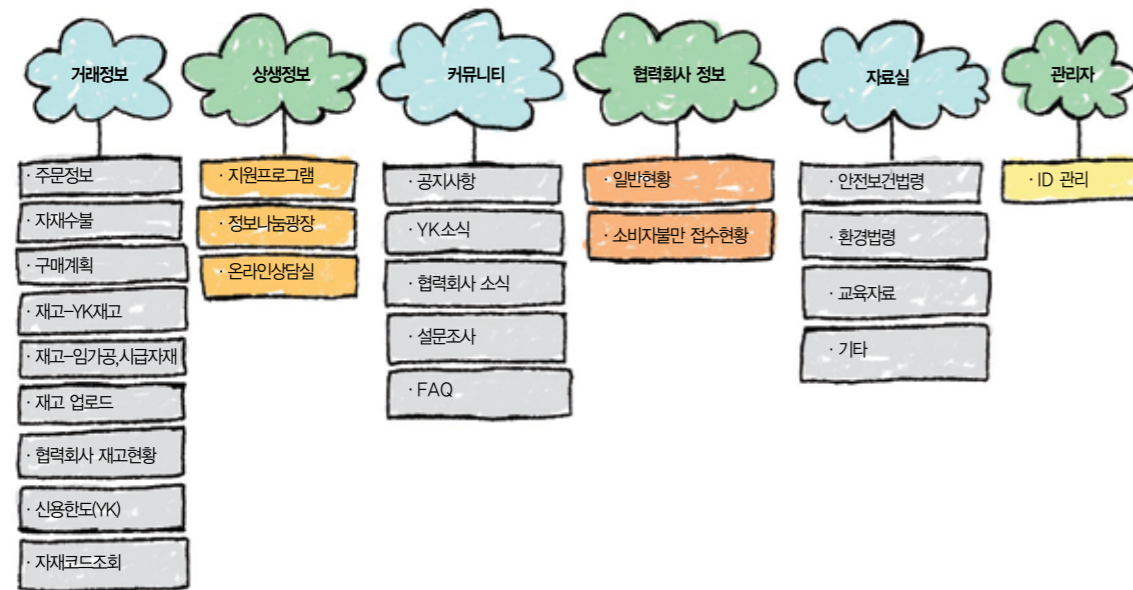 거래정보
· 주문정보
· 자재수불
· 구매계획
· 재고-YK재고
· 재고-임가공,시급자재
· 재고 업로드
· 협력회사 재고현황
· 신용한도(YK)
· 자재코드조회
상생정보
· 지원프로그램
· 정보나눔광장
· 온라인상담실
커뮤니티
· 공지사항
· YK소식
· 협력회사 소식
· 설문조사
· FAQ
협력회사 정보
· 일반현황
· 소비자불만 접수현황
자료실
· 안전보건법령
· 환경법령
· 교육자료
· 기타
관리자
· ID 관리